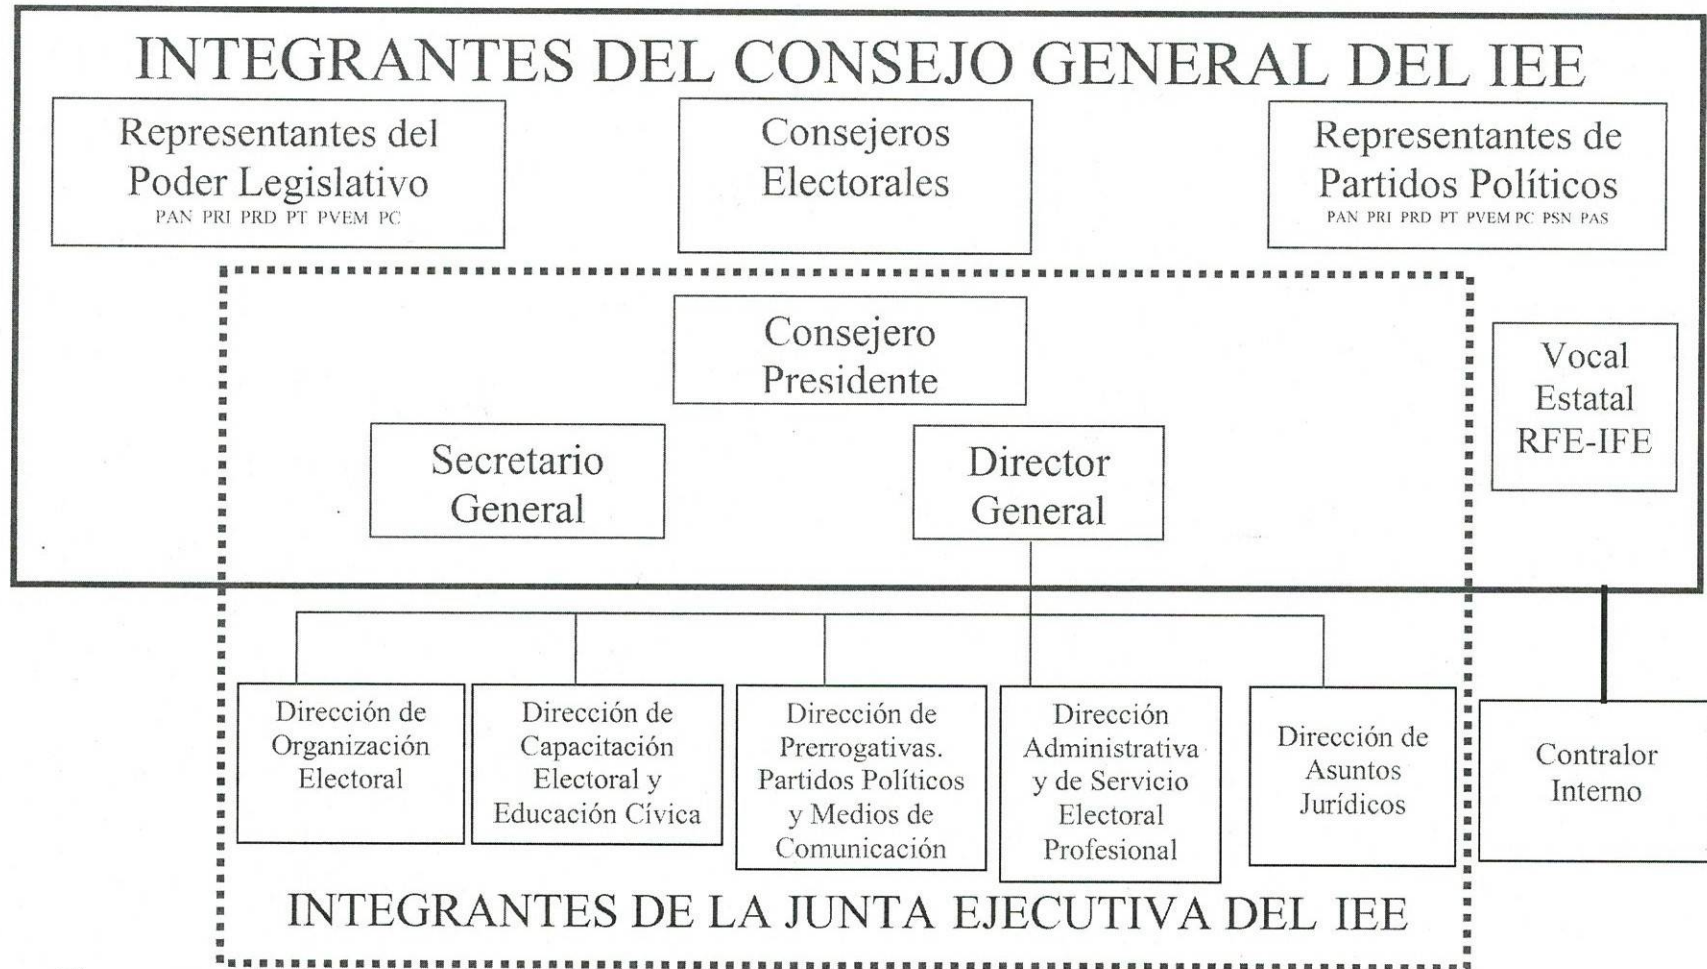 INTEGRANTES DEL CONSEJO GENERAL DEL IEE
Representantes del
Poder Legislativo
PAN PRI PRD PT PVEM PC
Consejeros
Electorales
Representantes de
Partidos Políticos
PAN PRI PRD PT PVEM PC PSN PAS
Consejero
Presidente
Vocal
Estatal
RFE-IFE
Secretario
General
Director
General
Dirección de
Organización
Electoral
Dirección de
Capacitación
Electoral y
Educación Cívica
Dirección de
Prerrogativas.
Partidos Políticos
y Medios de
Comunicación
Dirección
Administrativa
y de Servicio
Electoral
Profesional
Dirección de
Asuntos
Jurídicos
Contralor
Interno
INTEGRANTES DE LA JUNTA EJECUTIVA DEL IEE